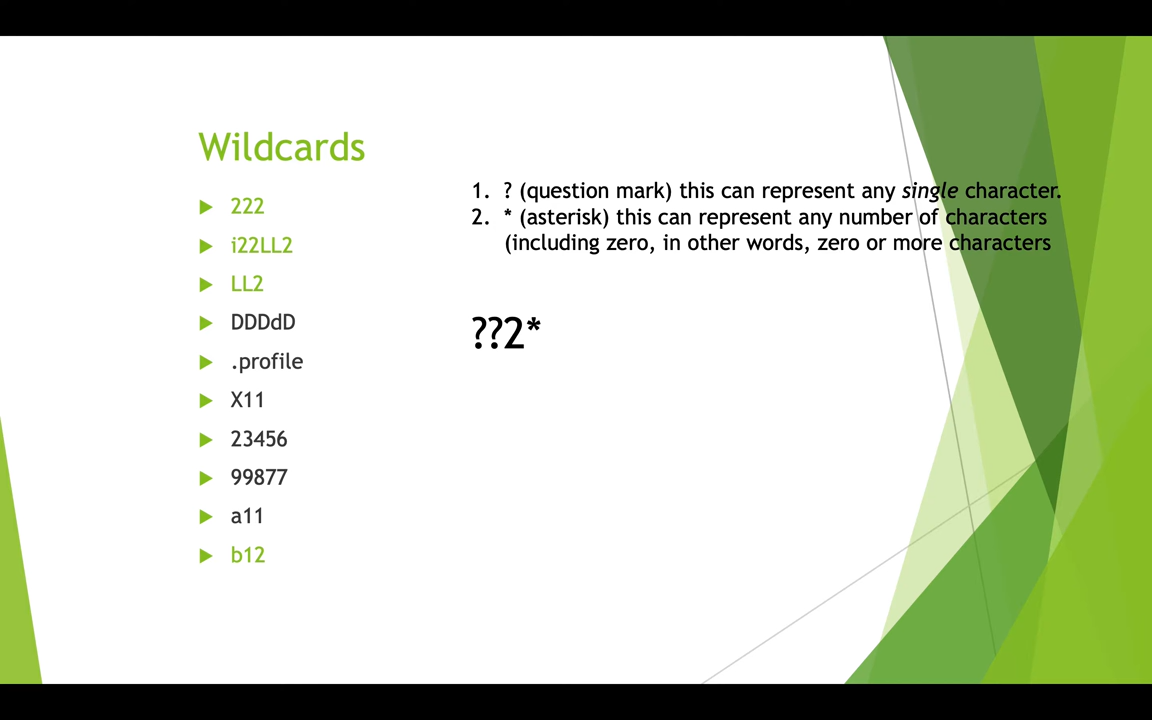 Wildcards
222
i22LL2
LL2
DDDdD
.profile
X11
23456
99877
a11
b12
1. ? (question mark) this can represent any single character.
2. * (asterisk) this can represent any number of characters
(including zero, in other words, zero or more characters
??2*